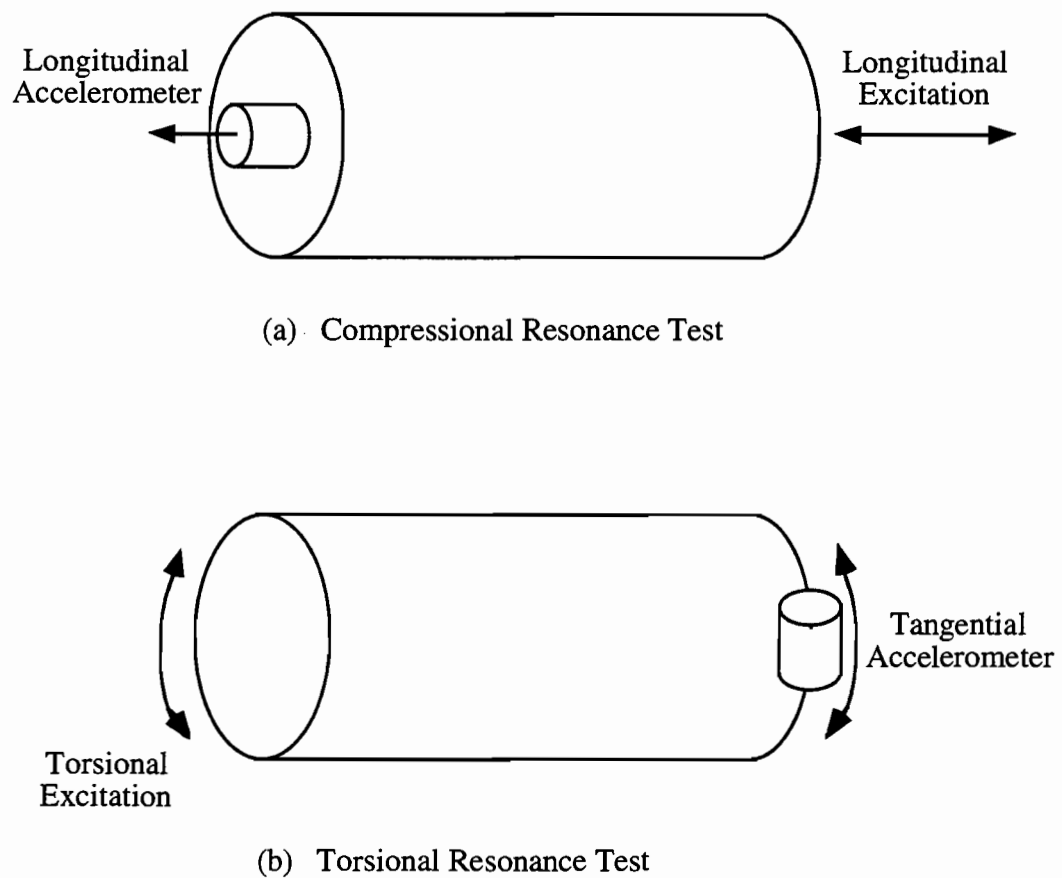 Longitudinal
Accelerometer
Longitudinal
Excitation
(a) Compressional Resonance Test
Tangential
Accelerometer
Torsional
Excitation
(b) Torsional Resonance Test